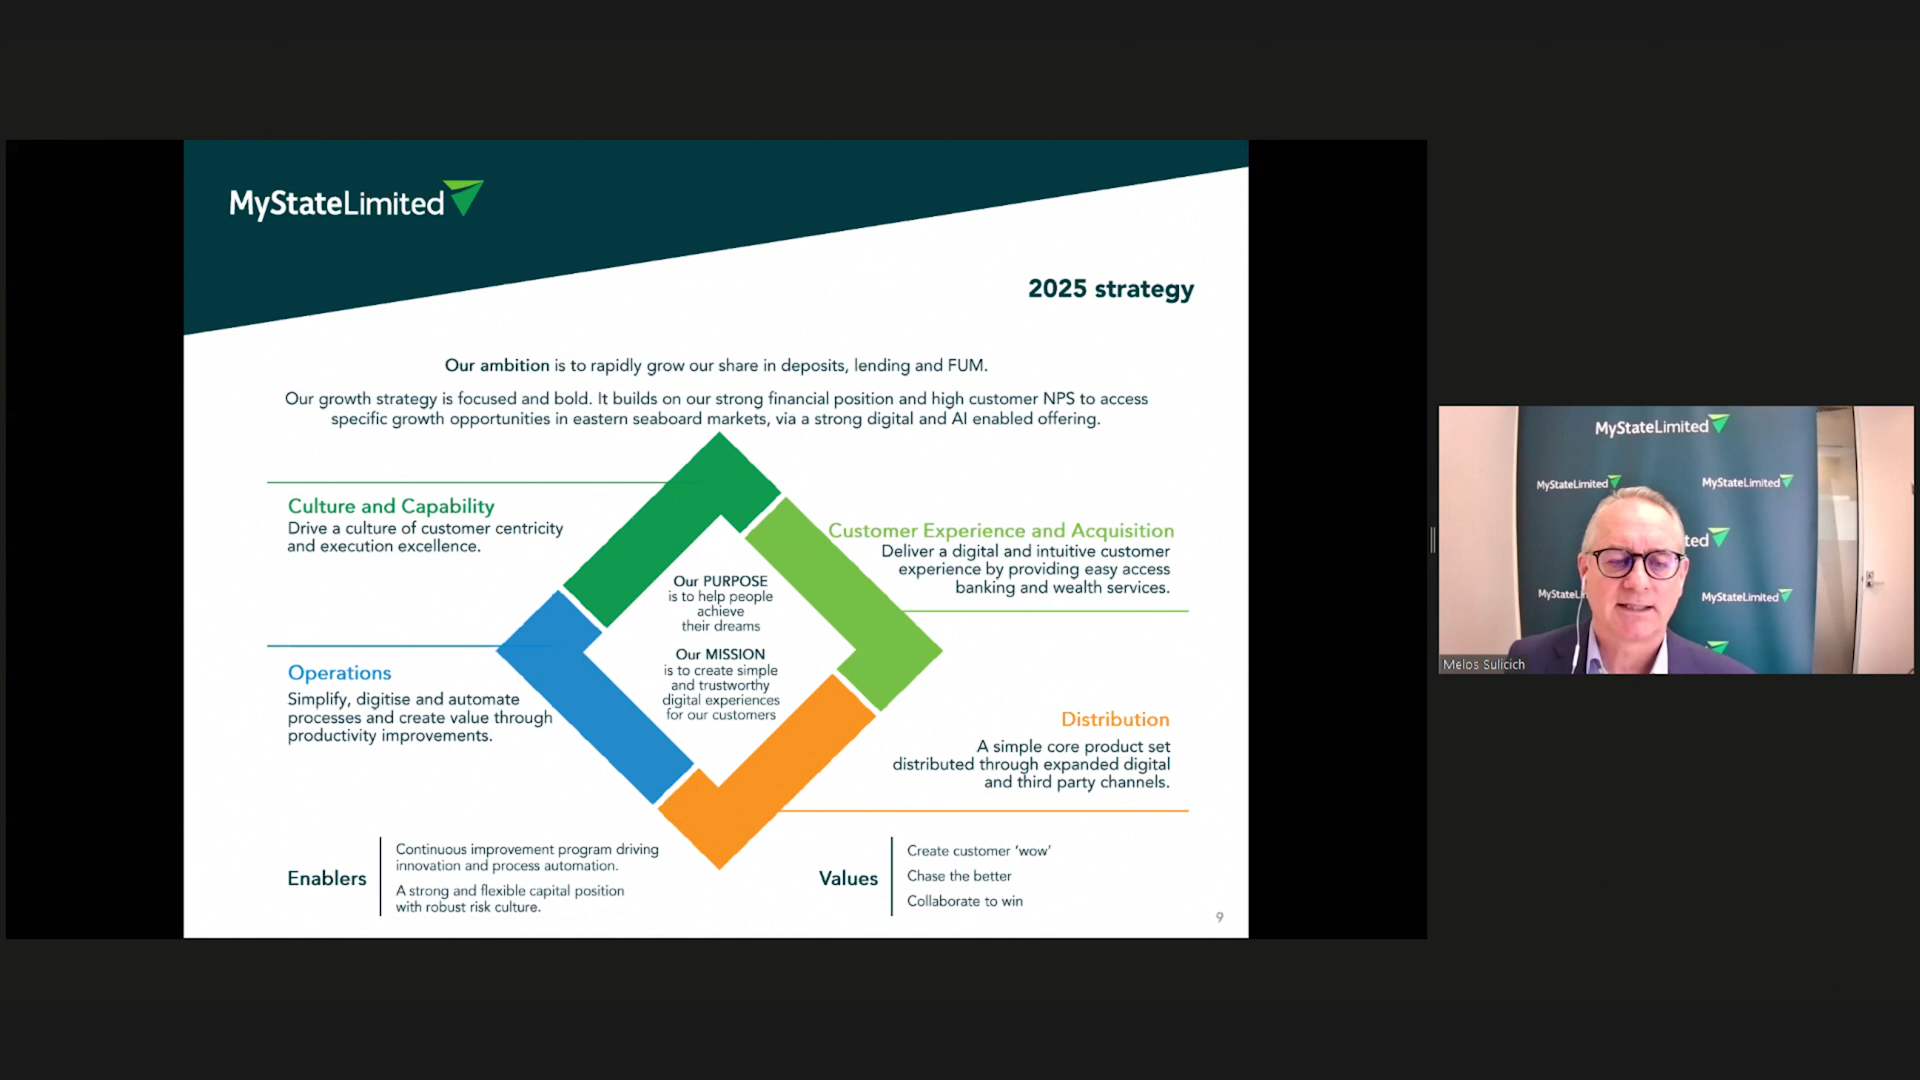 MyStateLimited
2025 strategy
Our ambition is to rapidly grow our share in deposits, lending and FUM.
Our growth strategy is focused and bold. It builds on our strong financial position and high customer NPS to access
specific growth opportunities in eastern seaboard markets, via a strong digital and AI enabled offering.
Culture and Capability
Drive a culture of customer centricity
and execution excellence.
Customer Experience and Acquisition
Deliver a digital and intuitive customer
experience by providing easy access
banking and wealth services.
Our PURPOSE
is to help people
achieve
their dreams
Our MISSION
is to create simple
and trustworthy
digital experiences
for our customers
Operations
Simplify, digitise and automate
processes and create value through
productivity improvements.
Distribution
A simple core product set
distributed through expanded digital
and third party channels.
Enablers
Continuous improvement program driving
innovation and process automation.
A strong and flexible capital position
with robust risk culture.
Values
Create customer ‘wow’
Chase the better
Collaborate to win
9
MyStateLimited
MyStateLimited
MyStateLimited
ted
MyStateL
MyStateLimited
Melos Sulicich